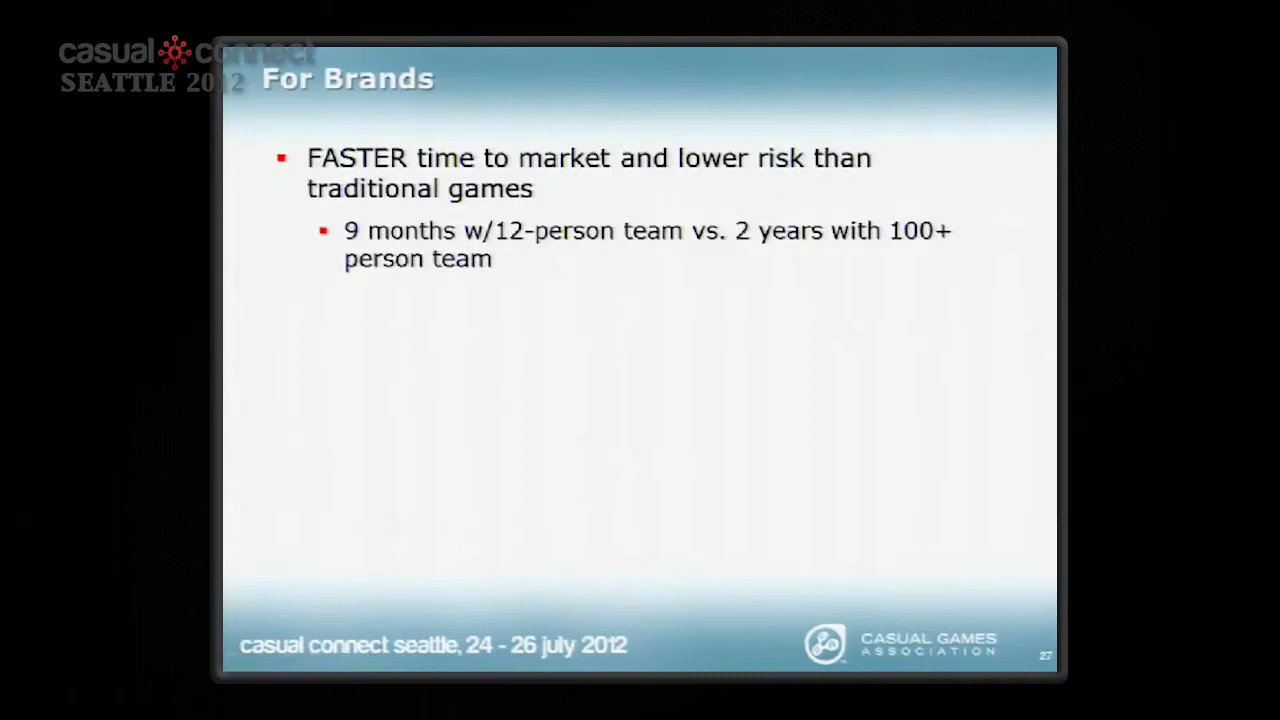 casual connect
SEATTLE 2012
For Brands
FASTER time to market and lower risk than
traditional games
9 months w/12-person team vs. 2 years with 100+
person team
casual connect seattle, 24 - 26 july 2012
CASUAL GAMES
ASSOCIATION
27